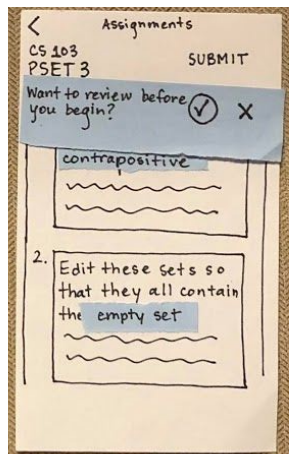 < Assignments
CS 103
PSET 3
SUBMIT
Want to review before
you begin?
✓ X
contrapositive
2.
Edit these sets so
that they all contain
the empty set